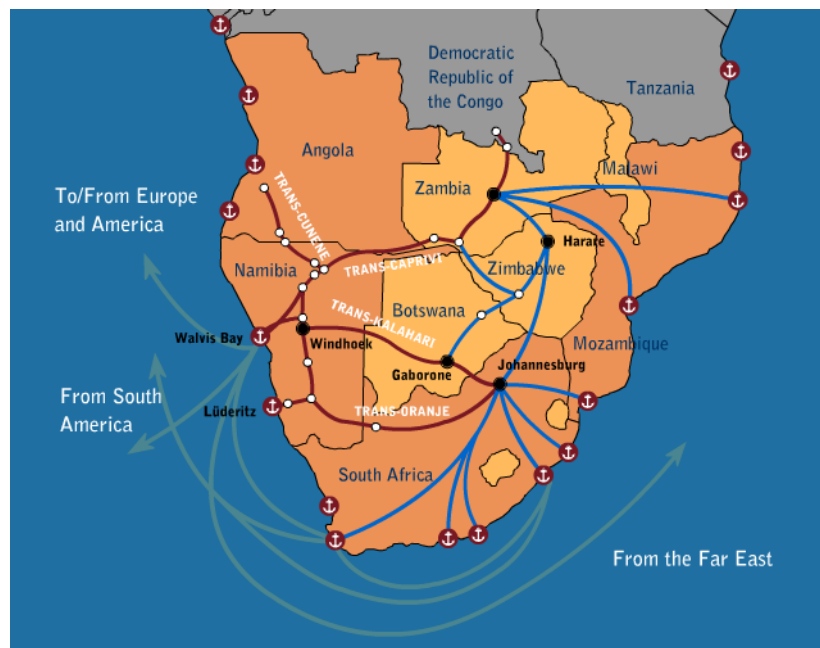 Democratic
Republic of
the Congo
Tanzania
Angola
Malawi
Zambia
To/From Europe
and America
TRANS-CUNENE
Harare
Namibia
TRANS-CAPRIVI
Zimbabwe
Botswana
TRANS-KALAHARI
Walvis Bay
Windhoek
Mozambique
Gaborone
Johannesburg
From South
America
Lüderitz
TRANS-ORANJE
South Africa
From the Far East